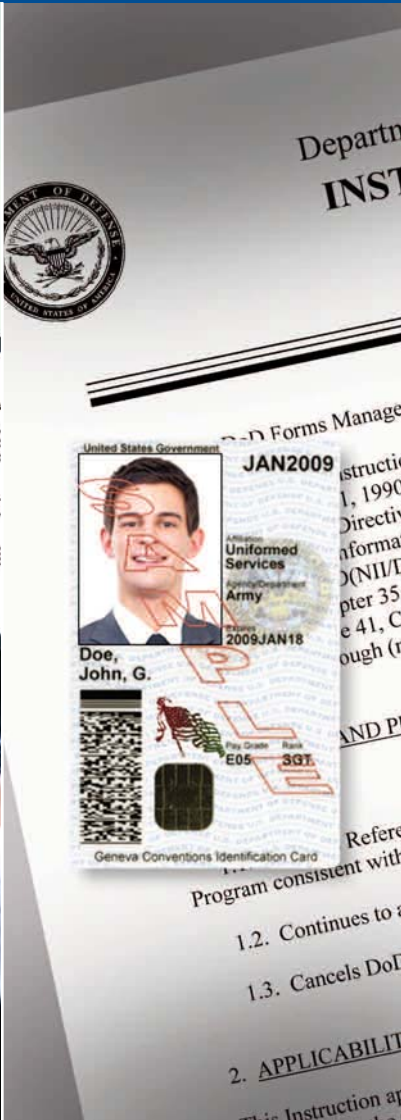 DEPARTMENT OF DEFENSE
UNITED STATES OF AMERICA
Departm
INST
DoD Forms Manage
structio
1, 1990
Directiv
nformat
D(NII/D
pter 35
e 41, C
ough (r
AND P
Refere
Program consistent with
1.2. Continues to a
1.3. Cancels DoD
2. APPLICABILIT
This Instruction ap
United States Government
JAN2009
Affiliation
Uniformed
Services
Agency/Department
Army
Expires
2009JAN18
Doe,
John, G.
SAMPLE
Pay Grade Rank
E05 SGT
Geneva Conventions Identification Card